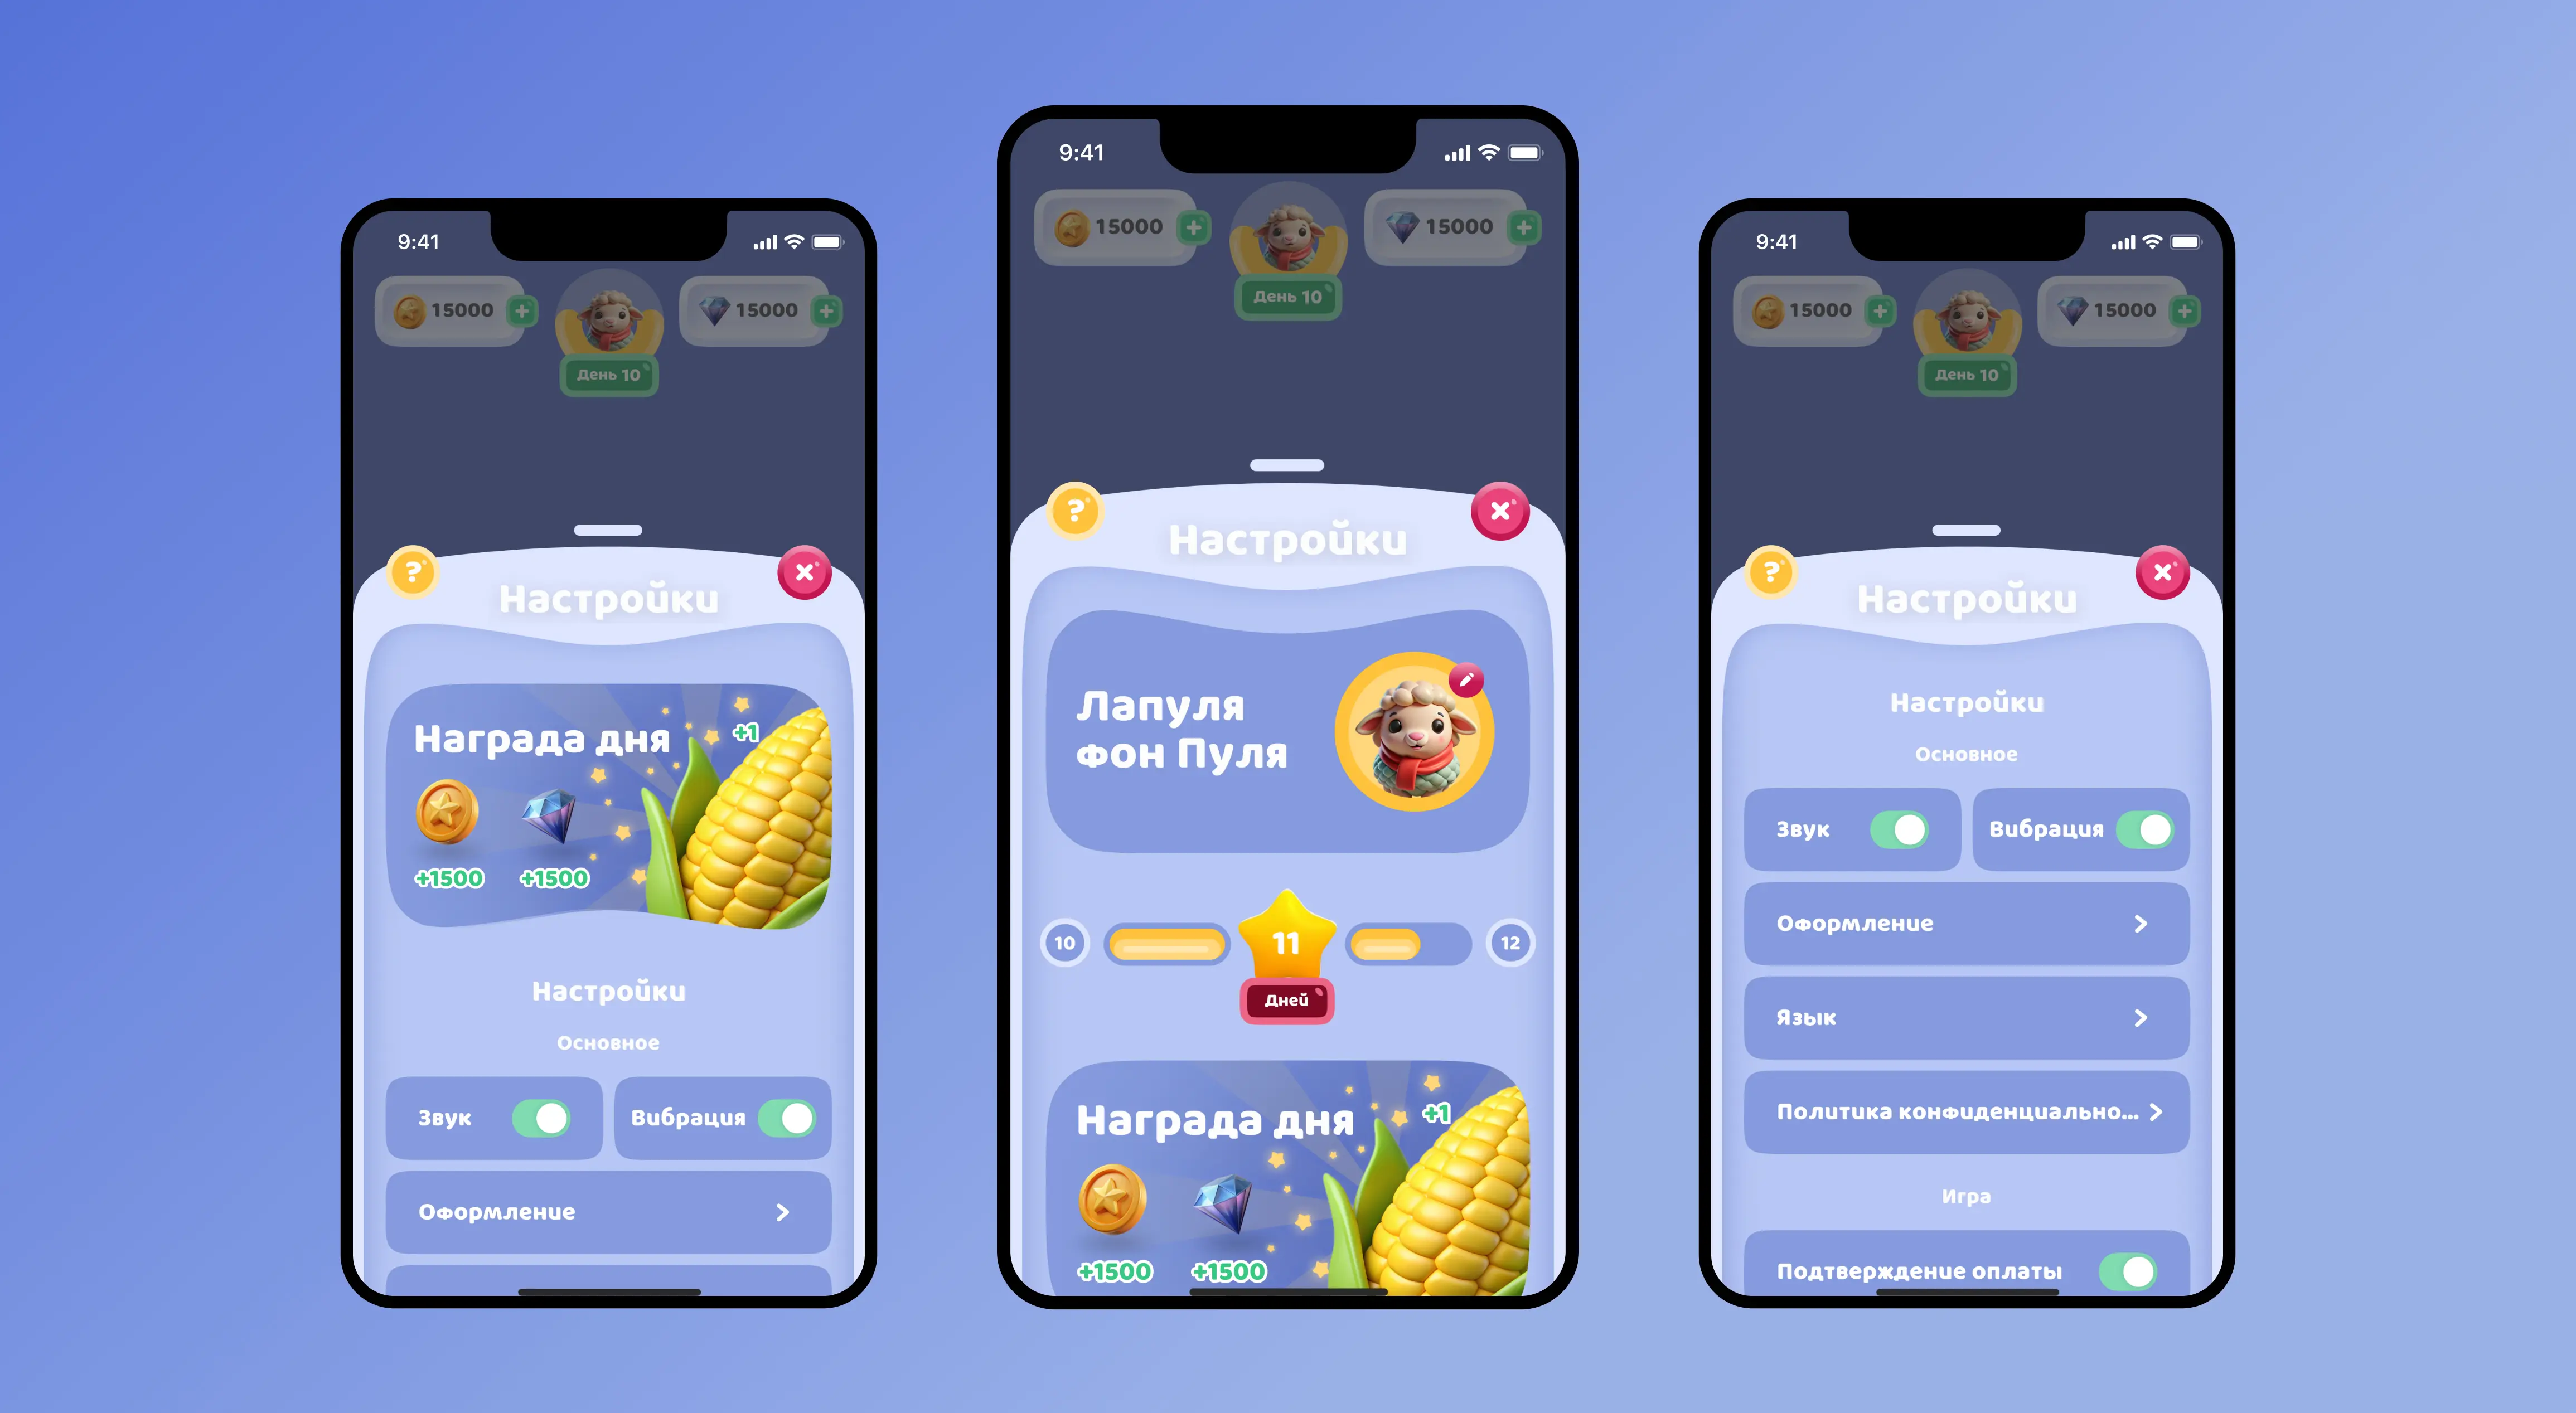 9:41
15000
15000
День 10
?
Настройки
Награда дня
+1
+1500
+1500
Настройки
Основное
Звук
Вибрация
Оформление
9:41
15000
15000
День 10
?
Настройки
Лапуля
фон Пуля
10
11
12
Дней
Награда дня
+1
+1500
+1500
9:41
15000
15000
День 10
?
Настройки
Настройки
Основное
Звук
Вибрация
Оформление
Язык
Политика конфиденциально...
Игра
Подтверждение оплаты